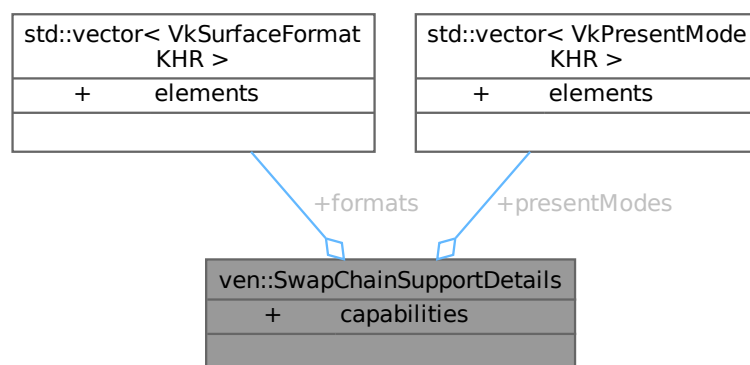 std::vector< VkSurfaceFormat
KHR >
+ elements
std::vector< VkPresentMode
KHR >
+ elements
+formats
+presentModes
ven::SwapChainSupportDetails
+ capabilities